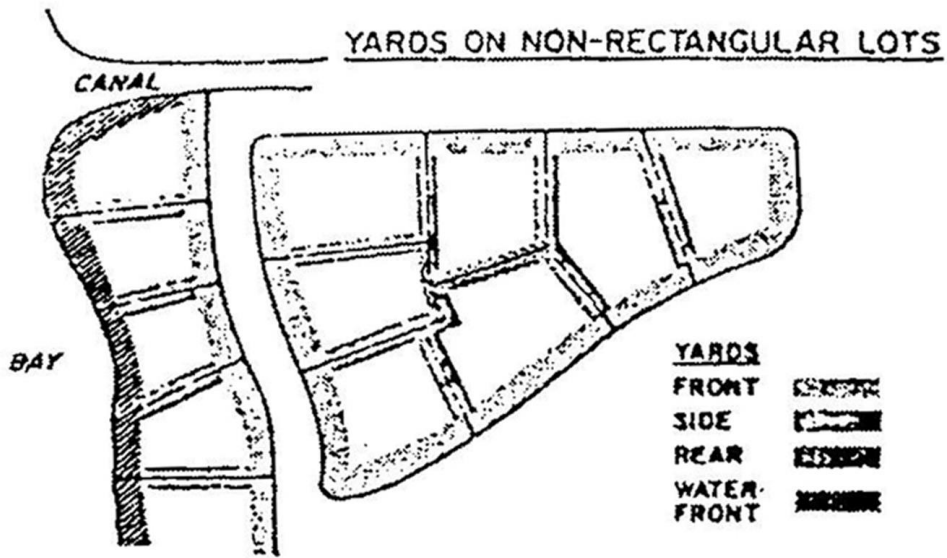 YARDS ON NON-RECTANGULAR LOTS
CANAL
BAY
YARDS
FRONT
SIDE
REAR
WATER-
FRONT